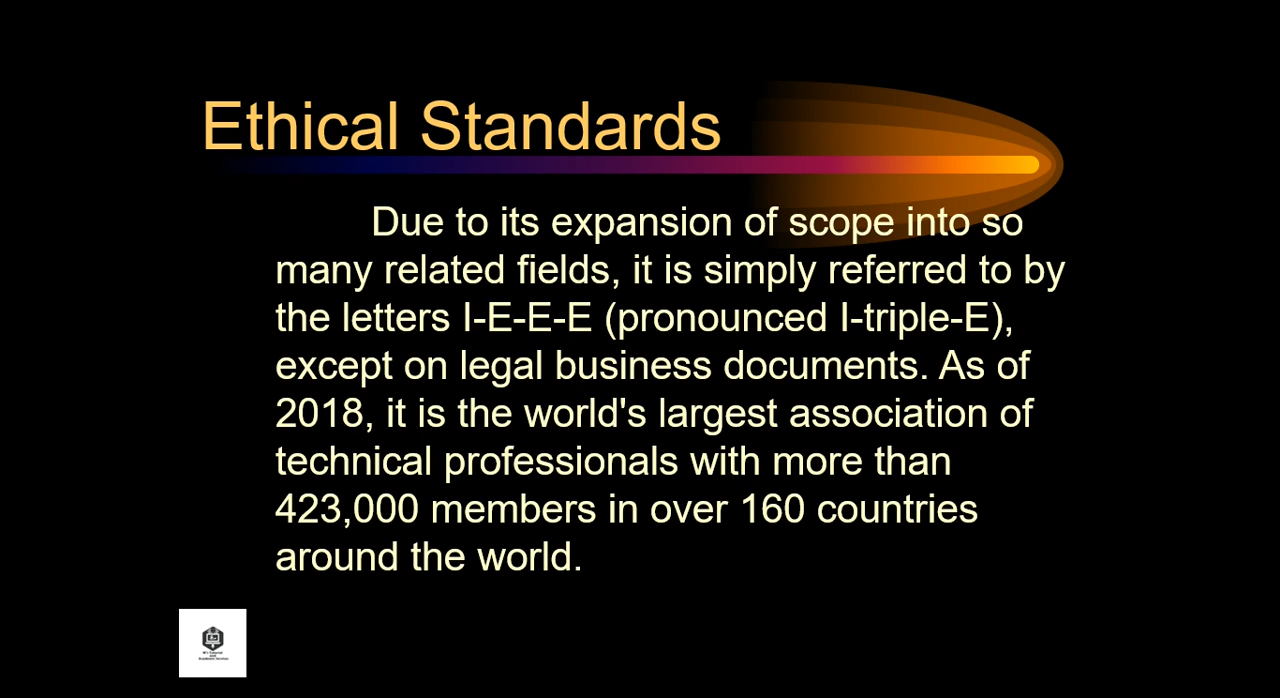 Ethical Standards
Due to its expansion of scope into so
many related fields, it is simply referred to by
the letters I-E-E-E (pronounced I-triple-E),
except on legal business documents. As of
2018, it is the world's largest association of
technical professionals with more than
423,000 members in over 160 countries
around the world.